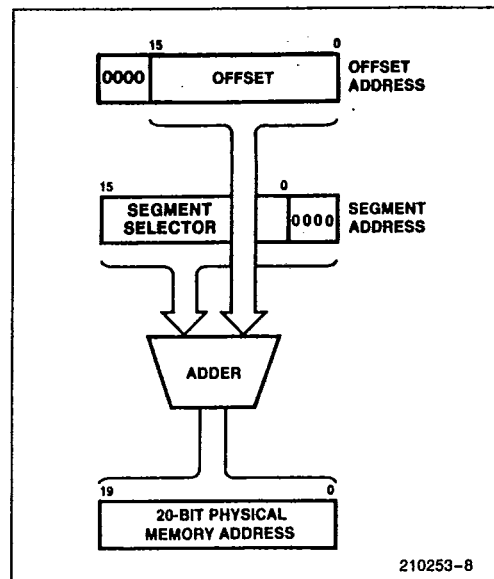 15 0
0000 OFFSET
OFFSET
ADDRESS
15 0
SEGMENT
SELECTOR
0000
SEGMENT
ADDRESS
ADDER
19 0
20-BIT PHYSICAL
MEMORY ADDRESS
210253-8